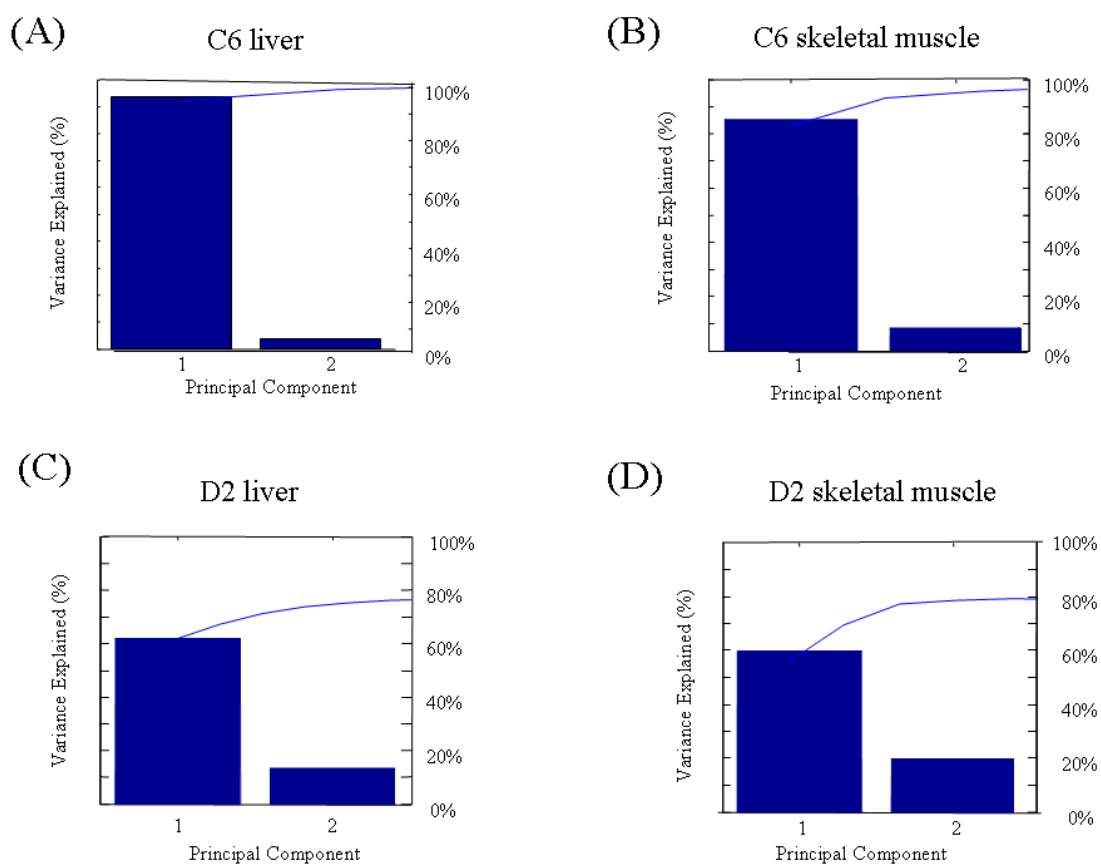 (A)
C6 liver
Variance Explained (%)
100%
80%
60%
40%
20%
0%
1 2
Principal Component
(B)
C6 skeletal muscle
Variance Explained (%)
100%
80%
60%
40%
20%
0%
1 2
Principal Component
(C)
D2 liver
Variance Explained (%)
100%
80%
60%
40%
20%
0%
1 2
Principal Component
(D)
D2 skeletal muscle
Variance Explained (%)
100%
80%
60%
40%
20%
0%
1 2
Principal Component